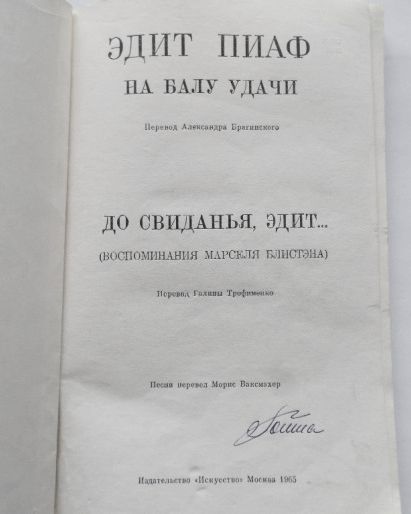 ЭДИТ ПИАФ
НА БАЛУ УДАЧИ
Перевод Александра Брагинского
ДО СВИДАНЬЯ, ЭДИТ...
(ВОСПОМИНАНИЯ МАРСЕЛЯ БЛИСТЭНА)
Перевод Галины Трофименко
Песни перевел Морис Ваксмахер
Издательство «Искусство» Москва 1965